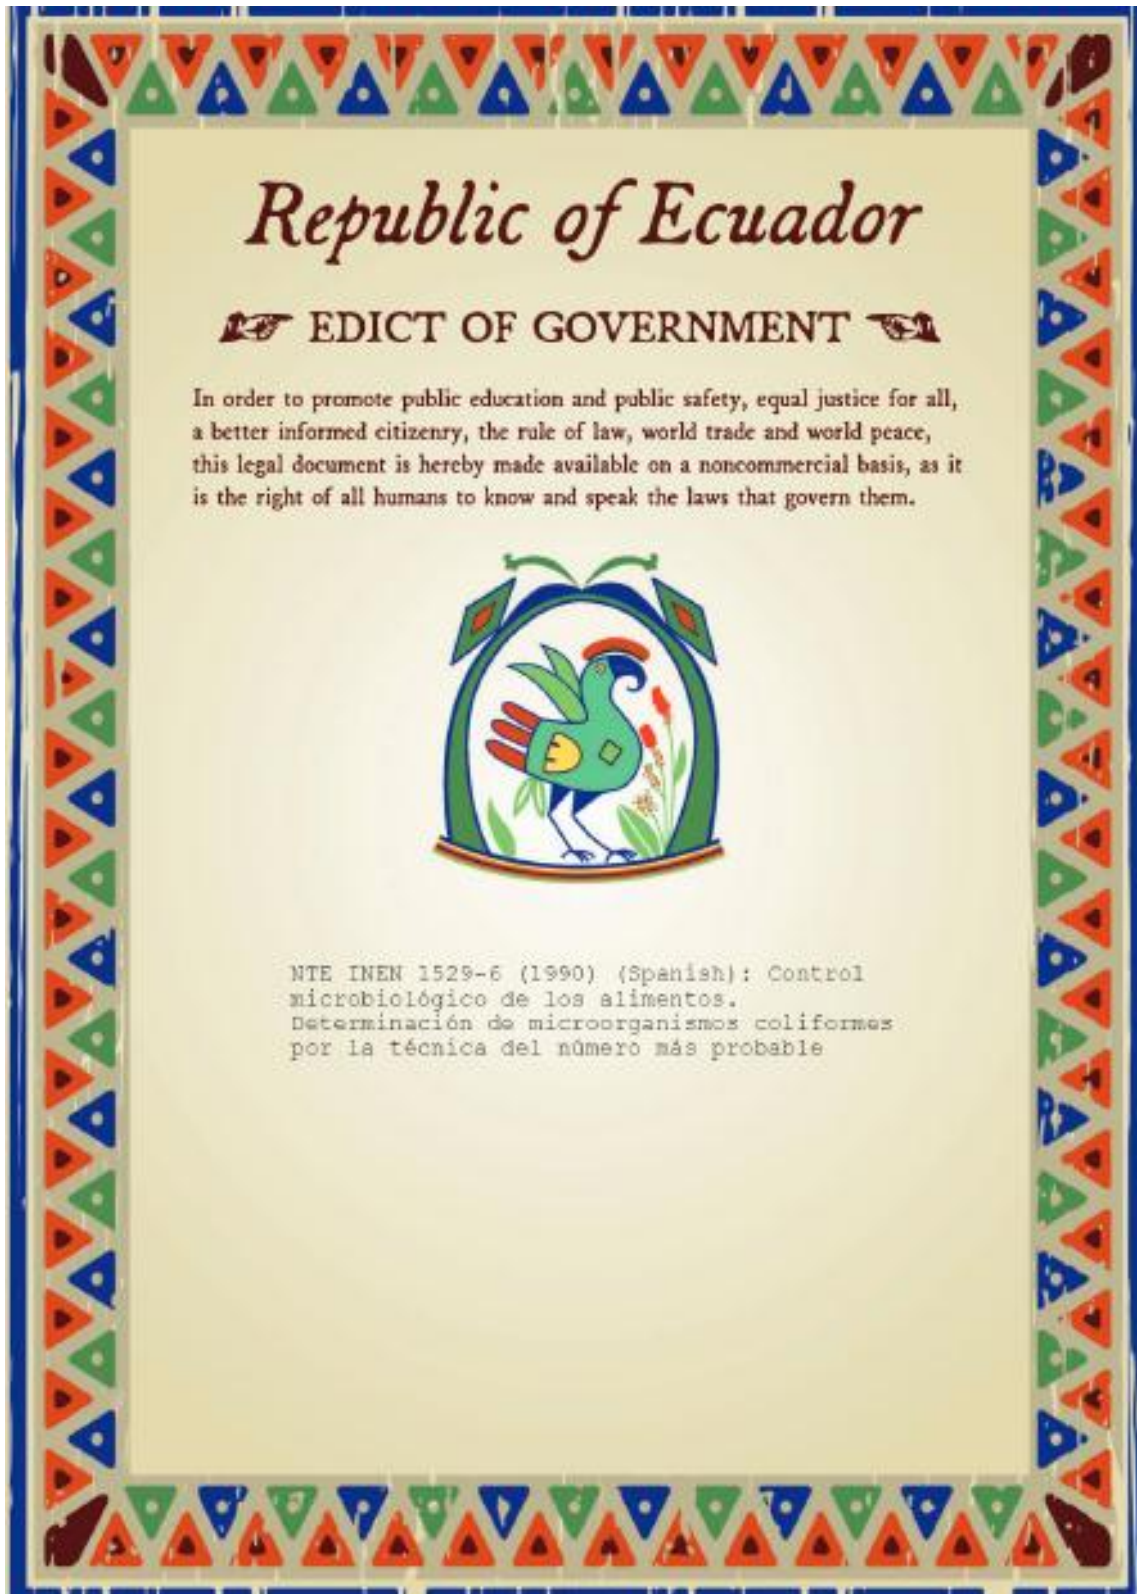 Republic of Ecuador
EDICT OF GOVERNMENT
In order to promote public education and public safety, equal justice for all,
a better informed citizenry, the rule of law, world trade and world peace,
this legal document is hereby made available on a noncommercial basis, as it
is the right of all humans to know and speak the laws that govern them.
NTE INEN 1529-6 (1990) (Spanish): Control
microbiológico de los alimentos.
Determinación de microorganismos coliformes
por la técnica del número más probable